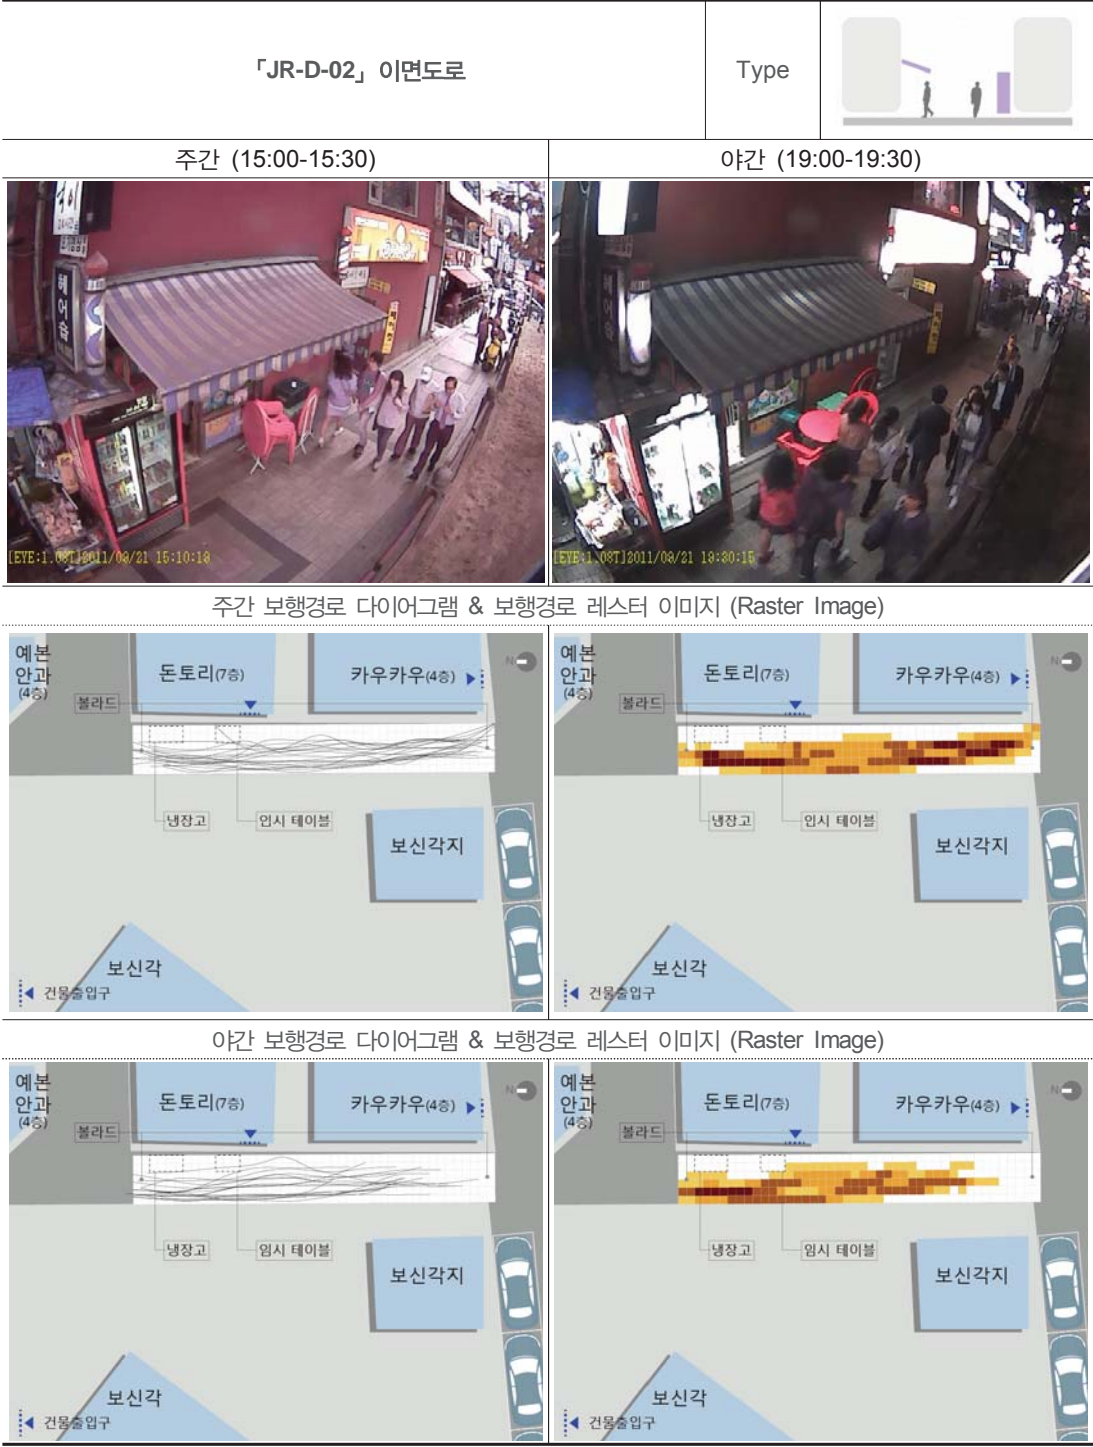 「JR-D-02」이면도로
Type
주간 (15:00-15:30)
야간 (19:00-19:30)
헤어숍
[EYE:1.08T]2011/09/21 15:10:19
헤어숍
[EYE:1.08T]2011/09/21 19:30:15
주간 보행경로 다이어그램 & 보행경로 레스터 이미지 (Raster Image)
예본
안과
(4층)
돈토리(7층)
카우카우(4층)
N
볼라드
냉장고
임시 테이블
보신각지
보신각
건물출입구
예본
안과
(4층)
돈토리(7층)
카우카우(4층)
N
볼라드
냉장고
임시 테이블
보신각지
보신각
건물출입구
야간 보행경로 다이어그램 & 보행경로 레스터 이미지 (Raster Image)
예본
안과
(4층)
돈토리(7층)
카우카우(4층)
N
볼라드
냉장고
임시 테이블
보신각지
보신각
건물출입구
예본
안과
(4층)
돈토리(7층)
카우카우(4층)
N
볼라드
냉장고
임시 테이블
보신각지
보신각
건물출입구